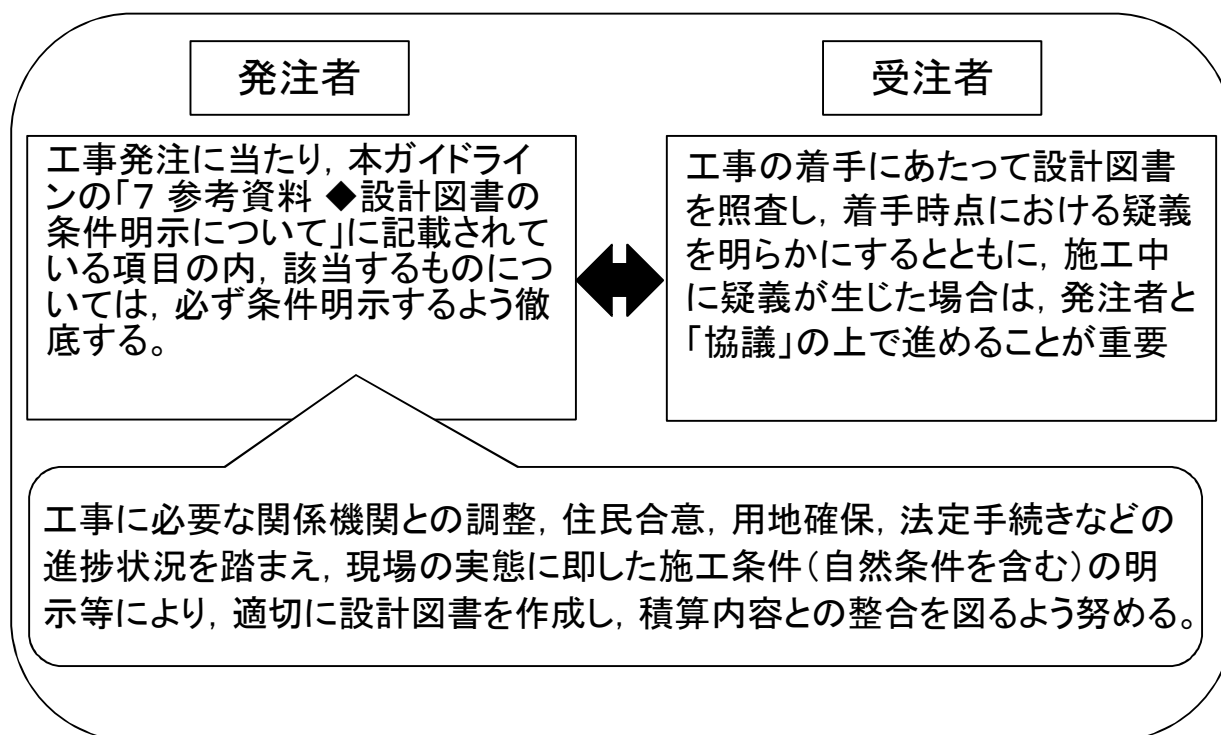 発注者
工事発注に当たり，本ガイドライ
ンの「7 参考資料 ◆設計図書の
条件明示について」に記載されて
いる項目の内，該当するものにつ
いては，必ず条件明示するよう徹
底する。
受注者
工事の着手にあたって設計図書
を照査し，着手時点における疑義
を明らかにするとともに，施工中
に疑義が生じた場合は，発注者と
「協議」の上で進めることが重要
工事に必要な関係機関との調整，住民合意，用地確保，法定手続きなどの
進捗状況を踏まえ，現場の実態に即した施工条件（自然条件を含む）の明
示等により，適切に設計図書を作成し，積算内容との整合を図るよう努める。